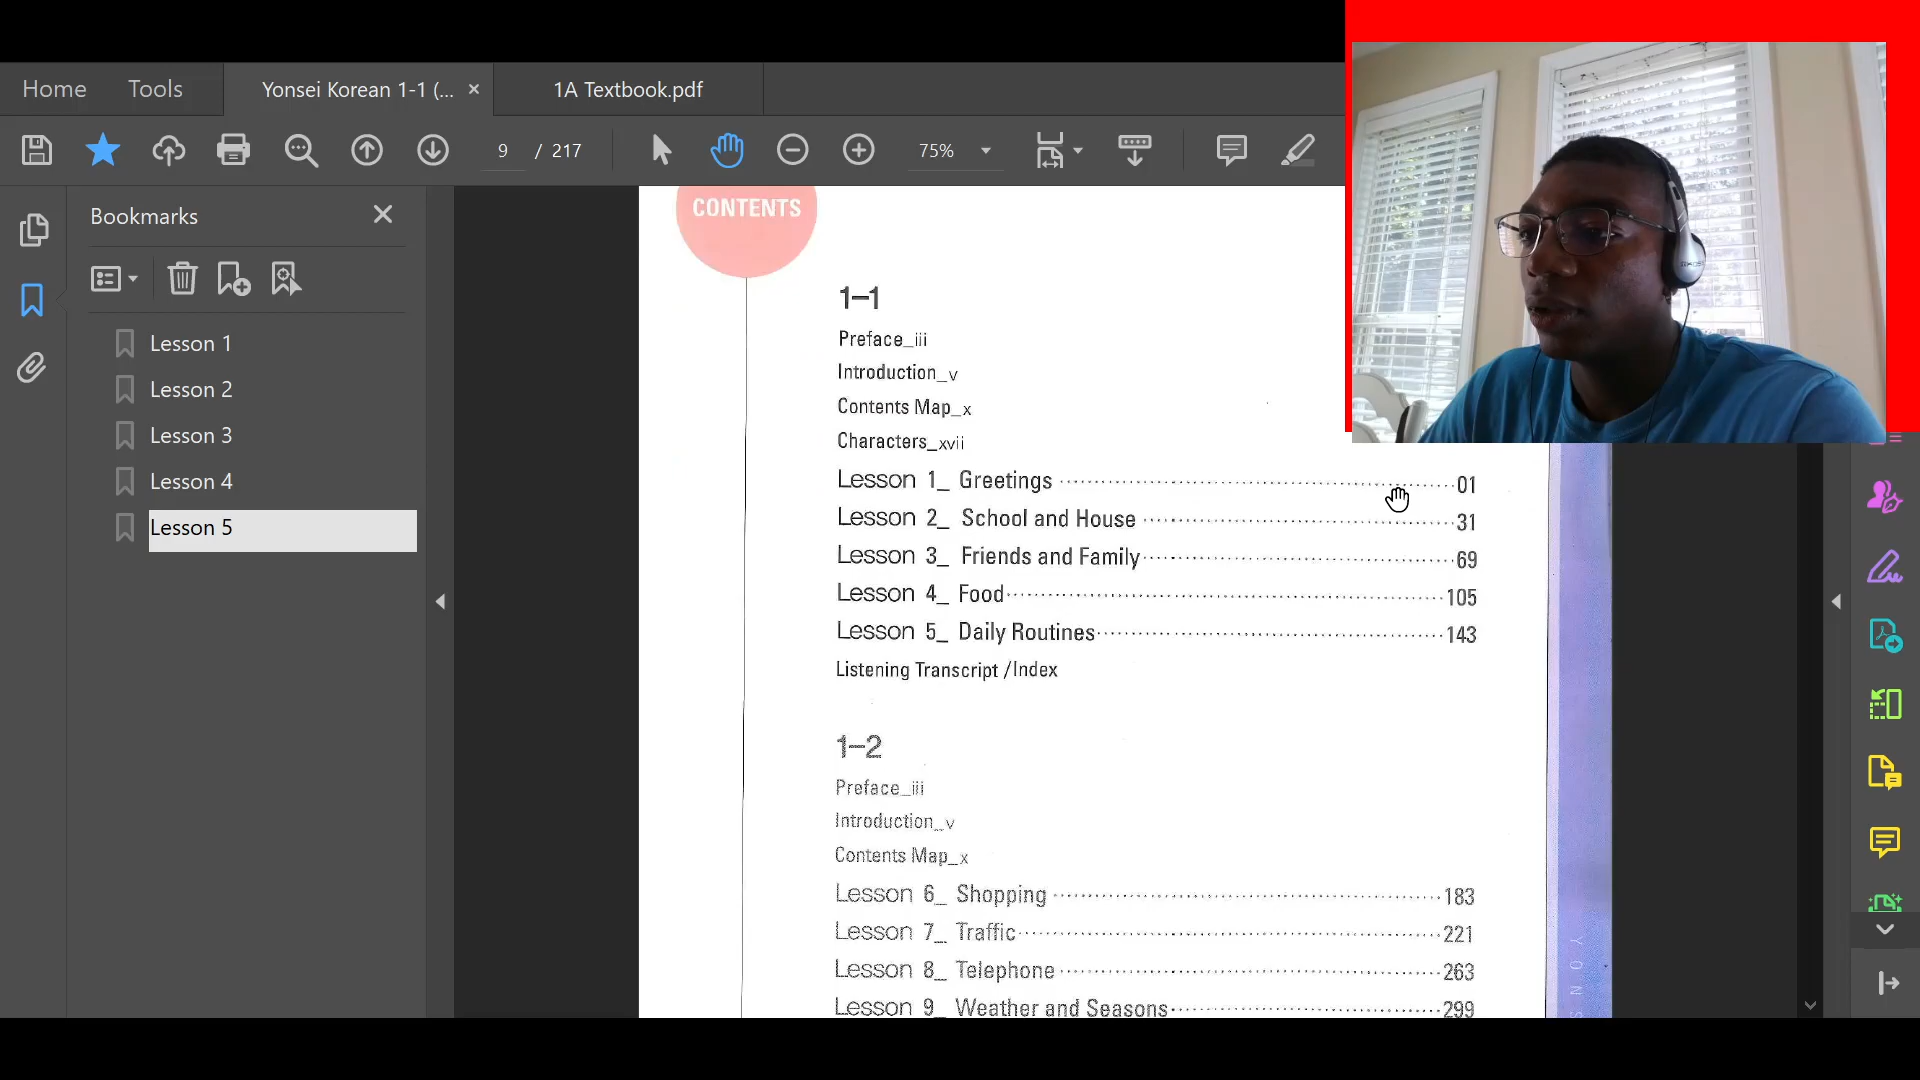 Home Tools Yonsei Korean 1-1 (... × 1A Textbook.pdf
9 / 217 75%
Bookmarks
Lesson 1
Lesson 2
Lesson 3
Lesson 4
Lesson 5
CONTENTS
1–1
Preface_iii
Introduction_v
Contents Map_x
Characters_xvii
Lesson 1_ Greetings 01
Lesson 2_ School and House 31
Lesson 3_ Friends and Family 69
Lesson 4_ Food 105
Lesson 5_ Daily Routines 143
Listening Transcript /Index
1–2
Preface_iii
Introduction_v
Contents Map_x
Lesson 6_ Shopping 183
Lesson 7_ Traffic 221
Lesson 8_ Telephone 263
Lesson 9_ Weather and Seasons 299
Y O N S